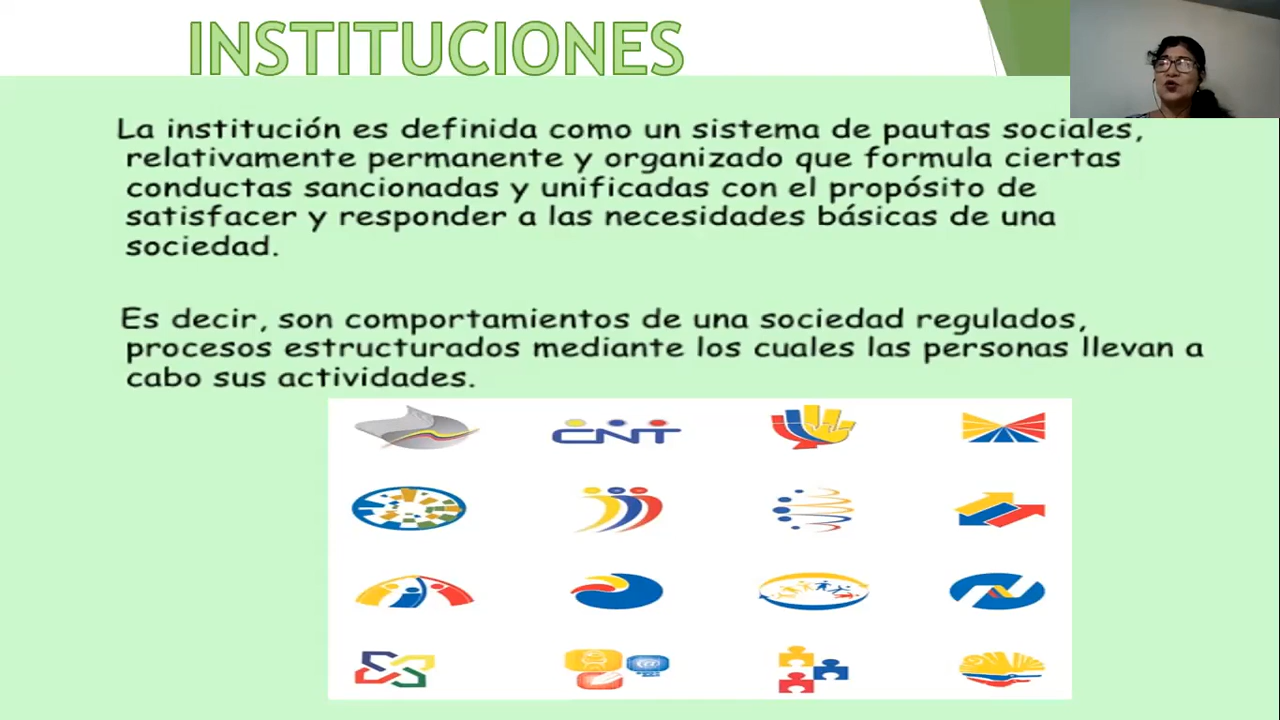 INSTITUCIONES
La institución es definida como un sistema de pautas sociales,
relativamente permanente y organizado que formula ciertas
conductas sancionadas y unificadas con el propósito de
satisfacer y responder a las necesidades básicas de una
sociedad.
Es decir, son comportamientos de una sociedad regulados,
procesos estructurados mediante los cuales las personas llevan a
cabo sus actividades.
CNT
@